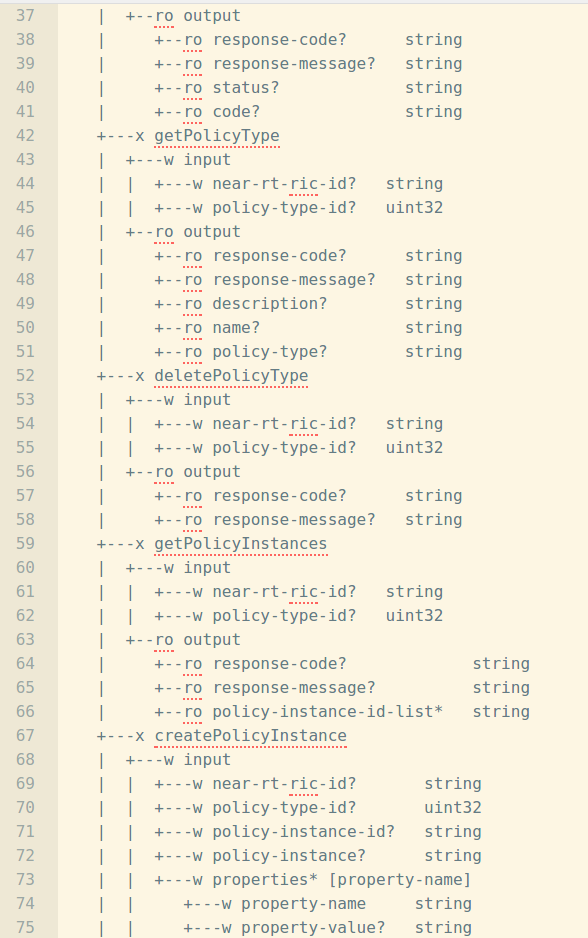 37    |  +--ro output
38    |     +--ro response-code?      string
39    |     +--ro response-message?   string
40    |     +--ro status?             string
41    |     +--ro code?               string
42    +---x getPolicyType
43    |  +---w input
44    |  |  +---w near-rt-ric-id?   string
45    |  |  +---w policy-type-id?   uint32
46    |  +--ro output
47    |     +--ro response-code?      string
48    |     +--ro response-message?   string
49    |     +--ro description?        string
50    |     +--ro name?               string
51    |     +--ro policy-type?        string
52    +---x deletePolicyType
53    |  +---w input
54    |  |  +---w near-rt-ric-id?   string
55    |  |  +---w policy-type-id?   uint32
56    |  +--ro output
57    |     +--ro response-code?      string
58    |     +--ro response-message?   string
59    +---x getPolicyInstances
60    |  +---w input
61    |  |  +---w near-rt-ric-id?   string
62    |  |  +---w policy-type-id?   uint32
63    |  +--ro output
64    |     +--ro response-code?             string
65    |     +--ro response-message?          string
66    |     +--ro policy-instance-id-list*   string
67    +---x createPolicyInstance
68    |  +---w input
69    |  |  +---w near-rt-ric-id?       string
70    |  |  +---w policy-type-id?       uint32
71    |  |  +---w policy-instance-id?   string
72    |  |  +---w policy-instance?      string
73    |  |  +---w properties* [property-name]
74    |  |     +---w property-name     string
75    |  |     +---w property-value?   string